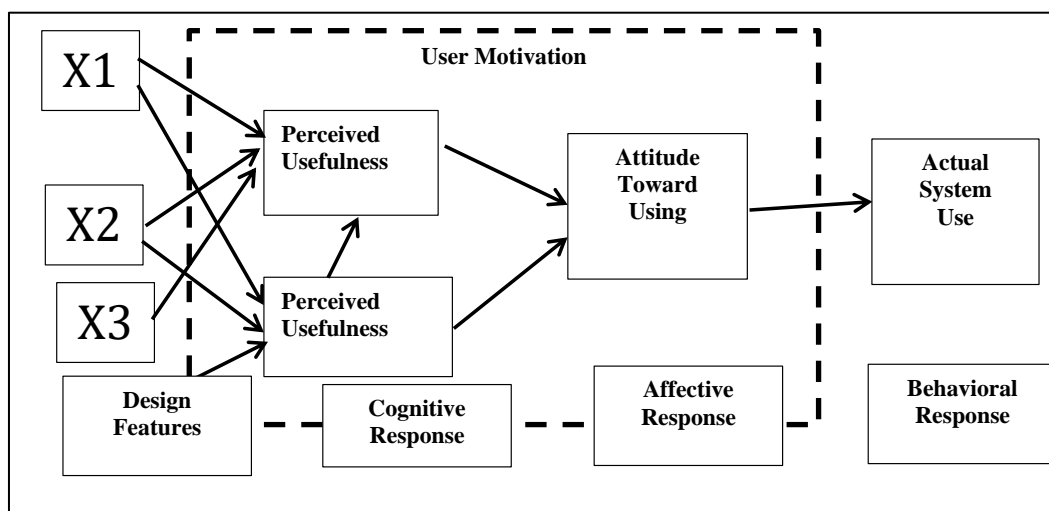 User Motivation
X1
X2
X3
Perceived
Usefulness
Perceived
Usefulness
Attitude
Toward
Using
Actual
System
Use
Design
Features
Cognitive
Response
Affective
Response
Behavioral
Response